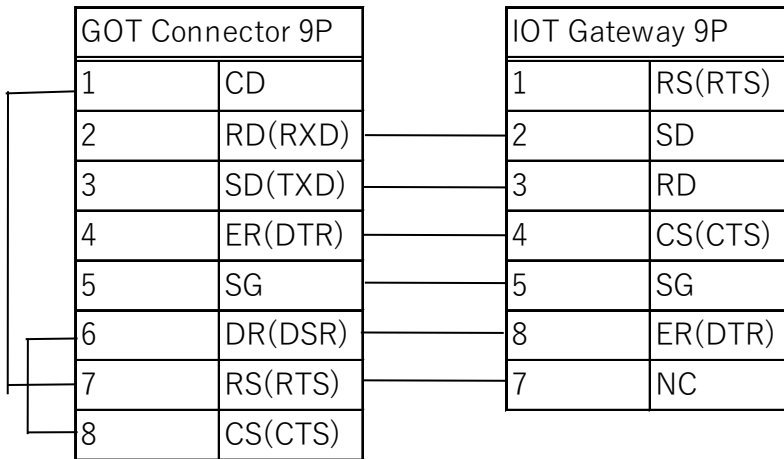 GOT Connector 9P
1 CD
2 RD(RXD)
3 SD(TXD)
4 ER(DTR)
5 SG
6 DR(DSR)
7 RS(RTS)
8 CS(CTS)
IOT Gateway 9P
1 RS(RTS)
2 SD
3 RD
4 CS(CTS)
5 SG
8 ER(DTR)
7 NC